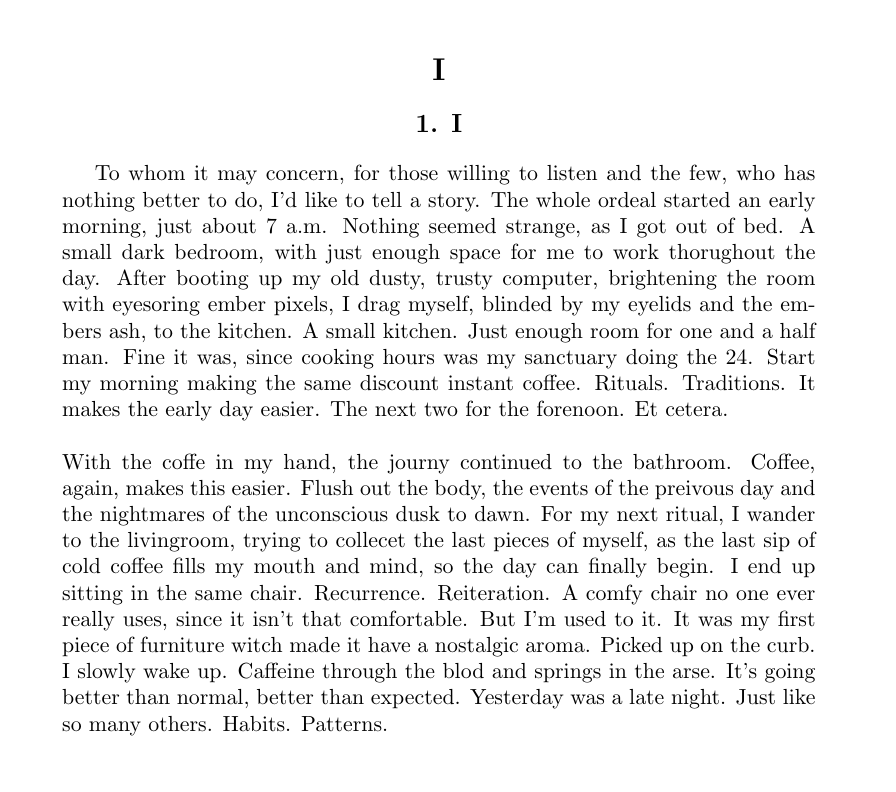 I
1. I
To whom it may concern, for those willing to listen and the few, who has
nothing better to do, I'd like to tell a story. The whole ordeal started an early
morning, just about 7 a.m. Nothing seemed strange, as I got out of bed. A
small dark bedroom, with just enough space for me to work thorughout the
day. After booting up my old dusty, trusty computer, brightening the room
with eyesoring ember pixels, I drag myself, blinded by my eyelids and the em-
bers ash, to the kitchen. A small kitchen. Just enough room for one and a half
man. Fine it was, since cooking hours was my sanctuary doing the 24. Start
my morning making the same discount instant coffee. Rituals. Traditions. It
makes the early day easier. The next two for the forenoon. Et cetera.
With the coffe in my hand, the journy continued to the bathroom. Coffee,
again, makes this easier. Flush out the body, the events of the preivous day and
the nightmares of the unconscious dusk to dawn. For my next ritual, I wander
to the livingroom, trying to collecet the last pieces of myself, as the last sip of
cold coffee fills my mouth and mind, so the day can finally begin. I end up
sitting in the same chair. Recurrence. Reiteration. A comfy chair no one ever
really uses, since it isn't that comfortable. But I'm used to it. It was my first
piece of furniture witch made it have a nostalgic aroma. Picked up on the curb.
I slowly wake up. Caffeine through the blod and springs in the arse. It's going
better than normal, better than expected. Yesterday was a late night. Just like
so many others. Habits. Patterns.